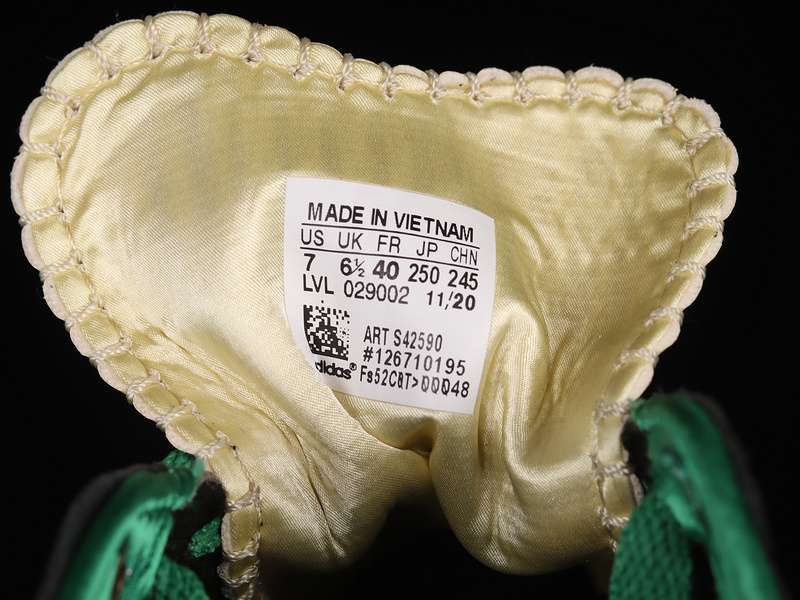 MADE IN VIETNAM
US UK FR JP CHN
7 6½ 40 250 245
LVL 029002 11/20
ART S42590
#126710195
adidas® Fs52C8T>00048